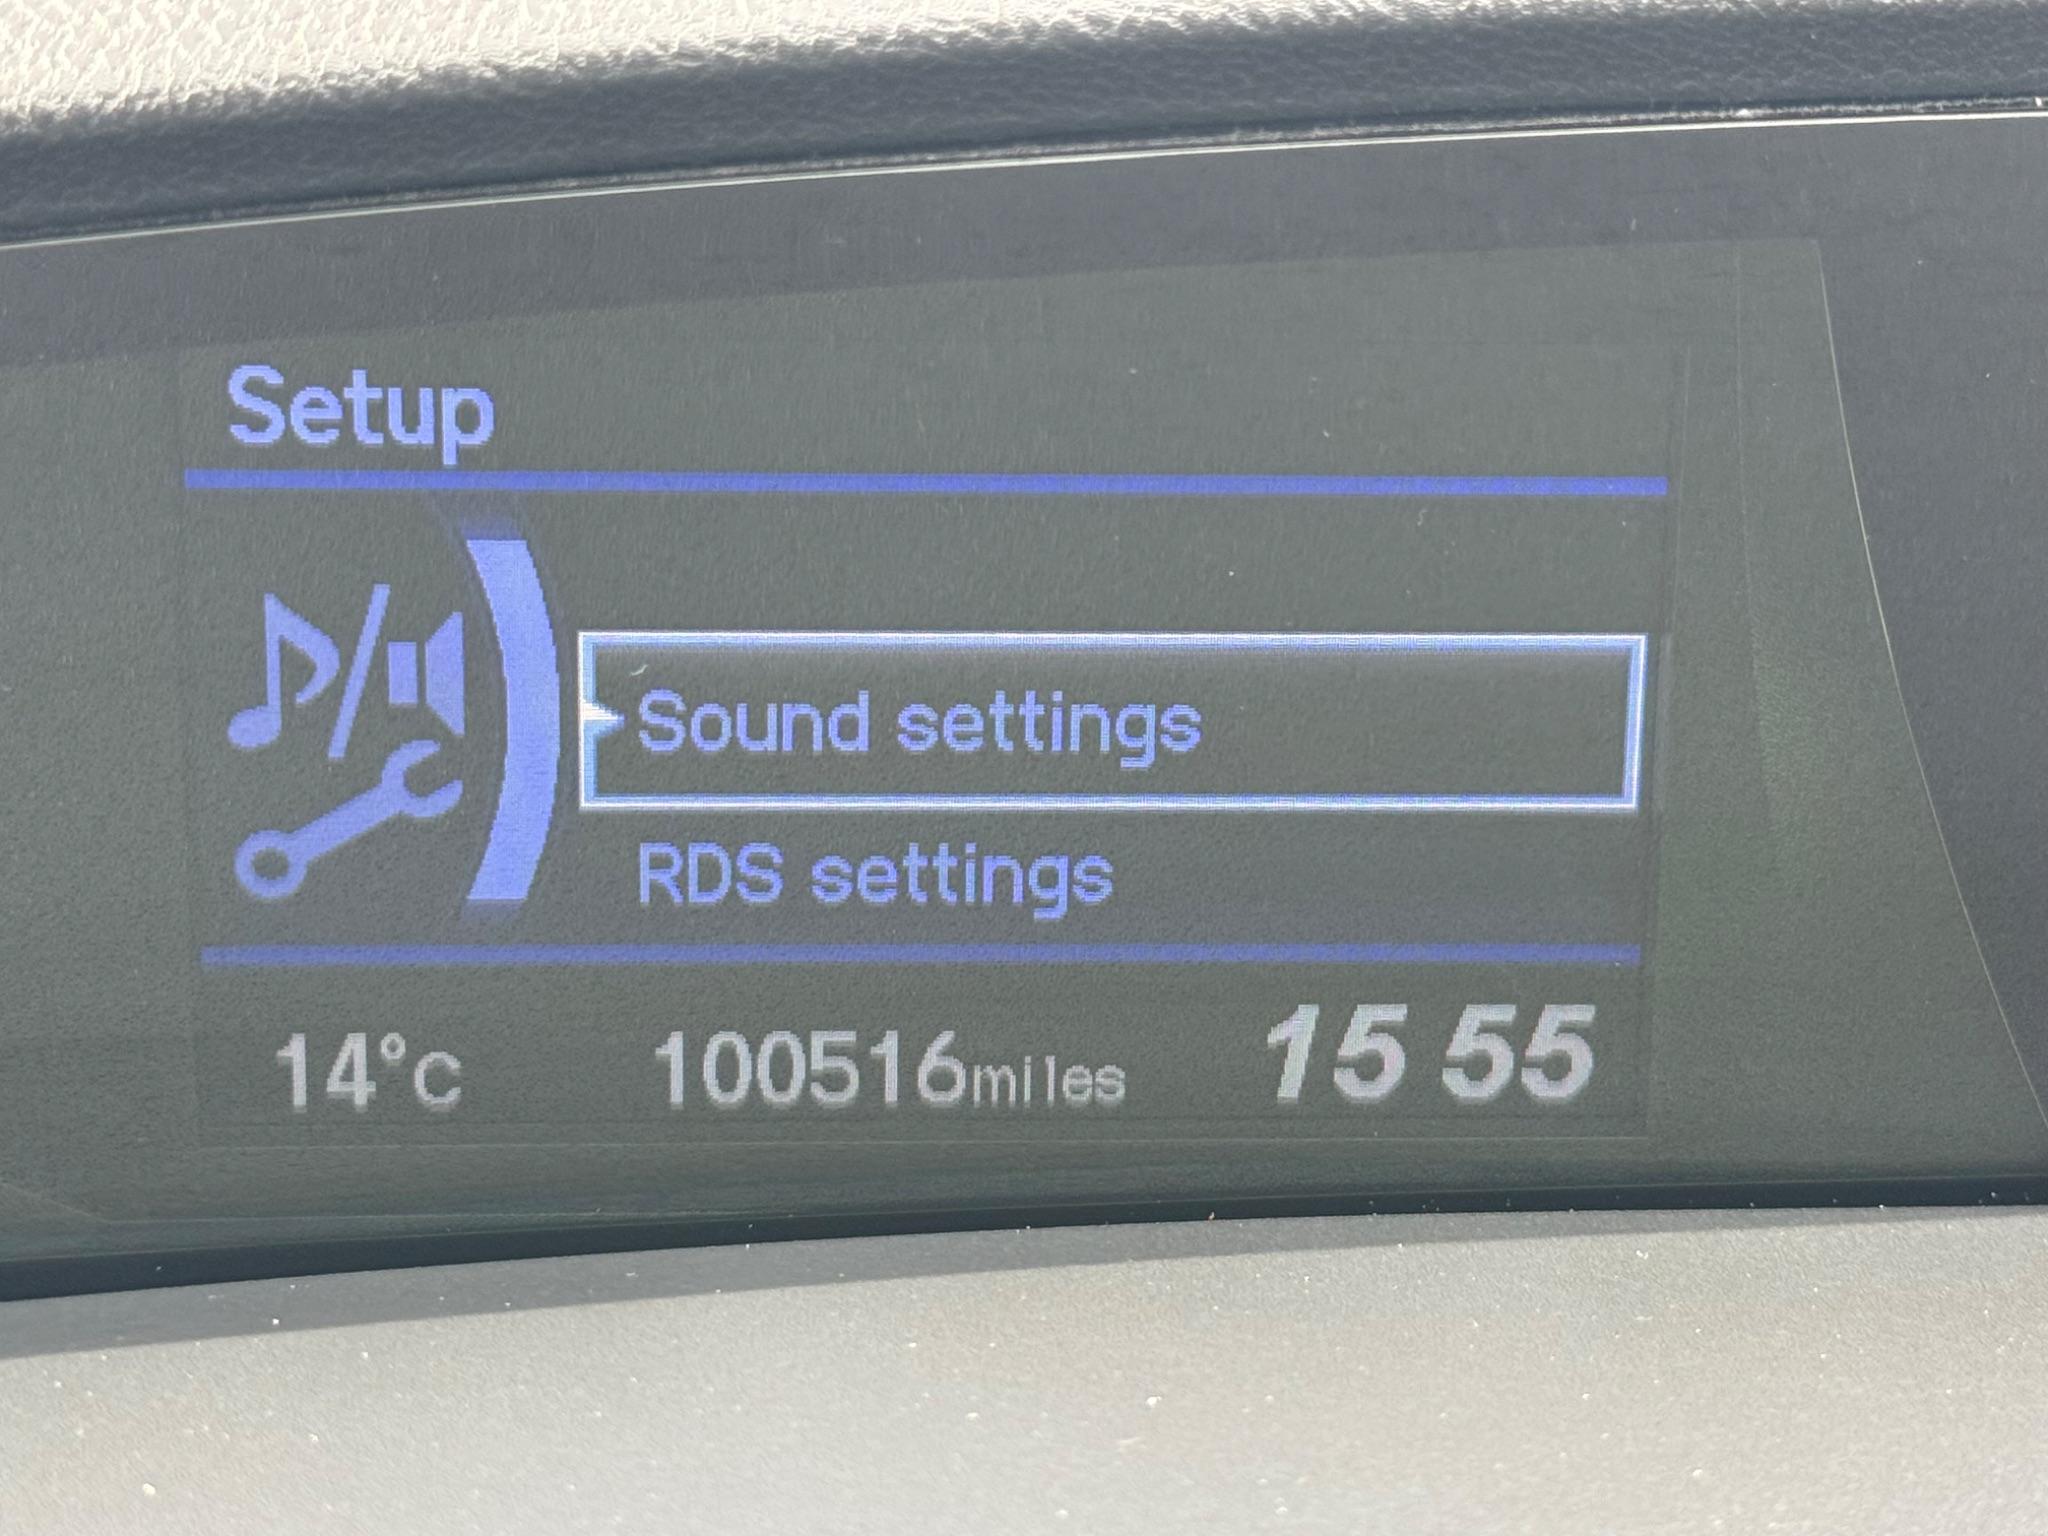 Setup
Sound settings
RDS settings
14°C 100516miles 15 55